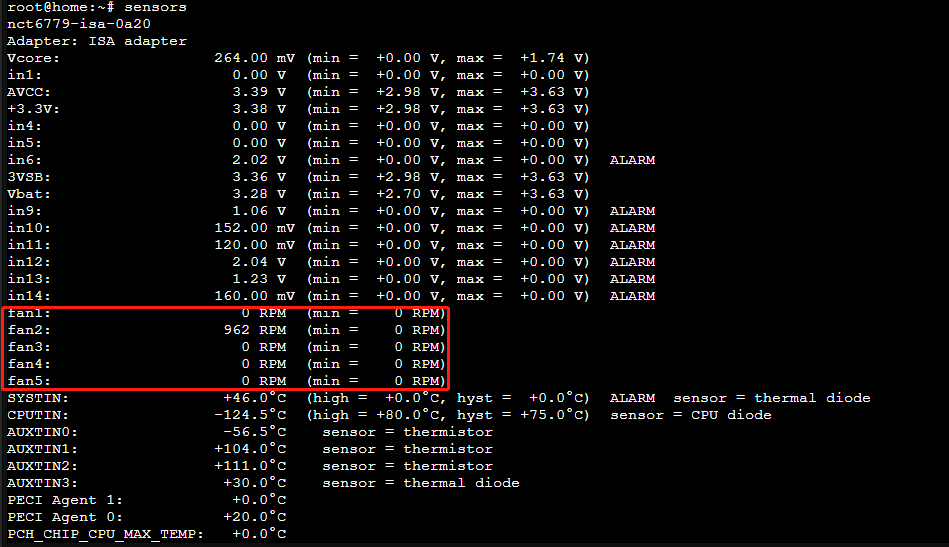 root@home:~# sensors
nct6779-isa-0a20
Adapter: ISA adapter
Vcore: 264.00 mV (min = +0.00 V, max = +1.74 V)
in1: 0.00 V (min = +0.00 V, max = +0.00 V)
AVCC: 3.39 V (min = +2.98 V, max = +3.63 V)
+3.3V: 3.38 V (min = +2.98 V, max = +3.63 V)
in4: 0.00 V (min = +0.00 V, max = +0.00 V)
in5: 0.00 V (min = +0.00 V, max = +0.00 V)
in6: 2.02 V (min = +0.00 V, max = +0.00 V) ALARM
3VSB: 3.36 V (min = +2.98 V, max = +3.63 V)
Vbat: 3.28 V (min = +2.70 V, max = +3.63 V)
in9: 1.06 V (min = +0.00 V, max = +0.00 V) ALARM
in10: 152.00 mV (min = +0.00 V, max = +0.00 V) ALARM
in11: 120.00 mV (min = +0.00 V, max = +0.00 V) ALARM
in12: 2.04 V (min = +0.00 V, max = +0.00 V) ALARM
in13: 1.23 V (min = +0.00 V, max = +0.00 V) ALARM
in14: 160.00 mV (min = +0.00 V, max = +0.00 V) ALARM
fan1: 0 RPM (min = 0 RPM)
fan2: 962 RPM (min = 0 RPM)
fan3: 0 RPM (min = 0 RPM)
fan4: 0 RPM (min = 0 RPM)
fan5: 0 RPM (min = 0 RPM)
SYSTIN: +46.0°C (high = +0.0°C, hyst = +0.0°C) ALARM sensor = thermal diode
CPUTIN: -124.5°C (high = +80.0°C, hyst = +75.0°C) sensor = CPU diode
AUXTIN0: -56.5°C sensor = thermistor
AUXTIN1: +104.0°C sensor = thermistor
AUXTIN2: +111.0°C sensor = thermistor
AUXTIN3: +30.0°C sensor = thermal diode
PECI Agent 1: +0.0°C
PECI Agent 0: +20.0°C
PCH_CHIP_CPU_MAX_TEMP: +0.0°C